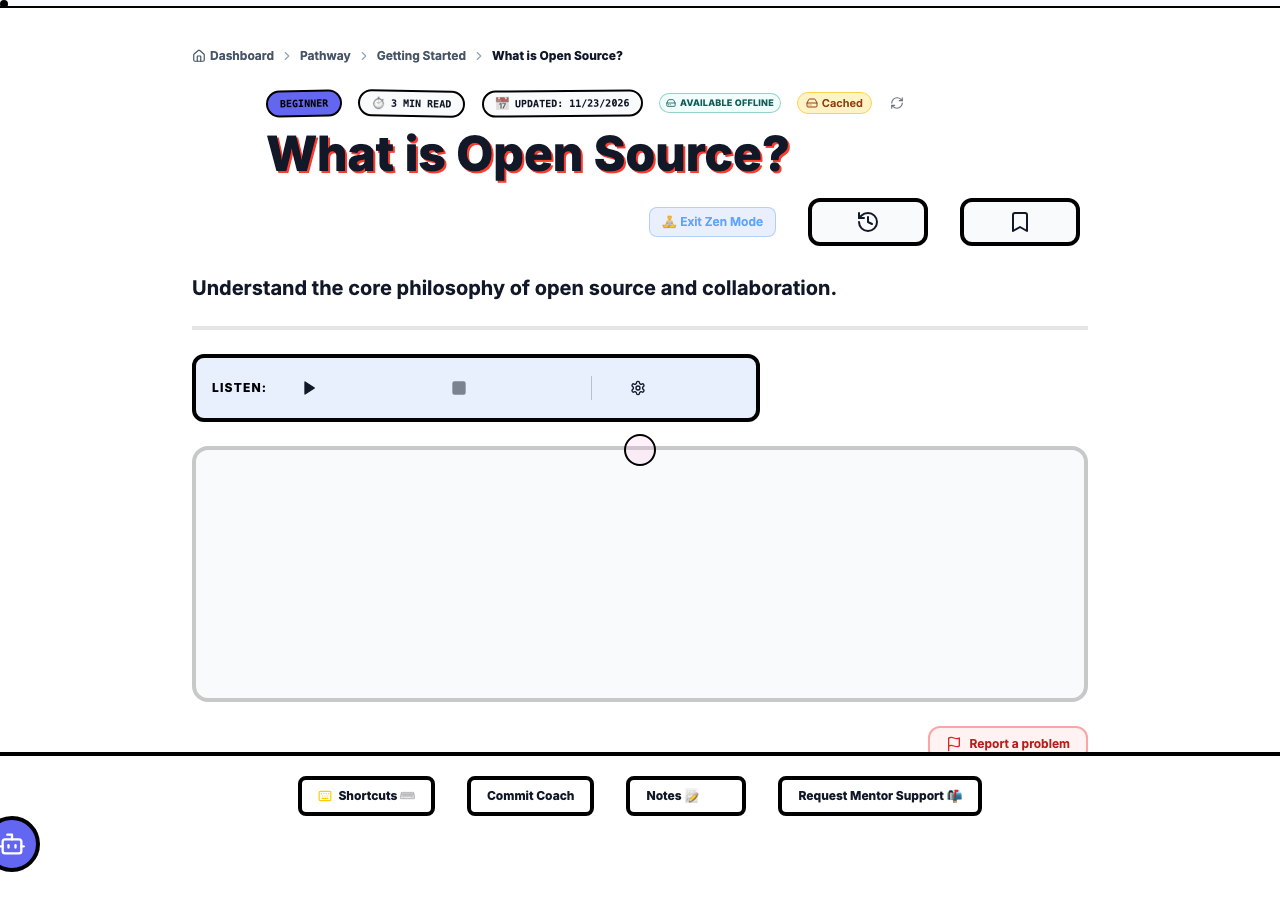 Dashboard > Pathway > Getting Started > What is Open Source?
BEGINNER
3 MIN READ
UPDATED: 11/23/2026
AVAILABLE OFFLINE
Cached
What is Open Source?
Exit Zen Mode
Understand the core philosophy of open source and collaboration.
LISTEN:
Report a problem
Shortcuts
Commit Coach
Notes
Request Mentor Support